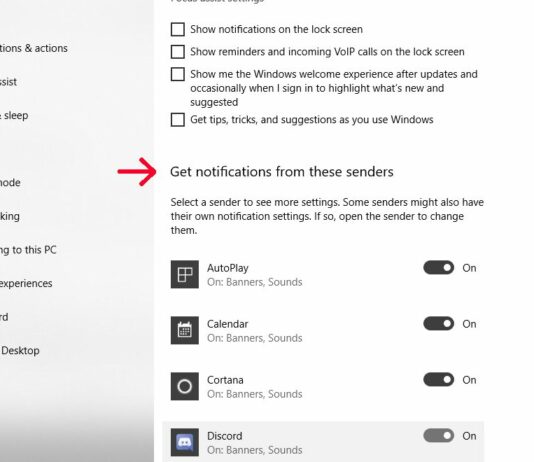 Focus assist settings
Show notifications on the lock screen
tions & actions
Show reminders and incoming VoIP calls on the lock screen
Show me the Windows welcome experience after updates and
occasionally when I sign in to highlight what's new and
suggested
sist
Get tips, tricks, and suggestions as you use Windows
& sleep
Get notifications from these senders
node
Select a sender to see more settings. Some senders might also have
their own notification settings. If so, open the sender to change
them.
king
ng to this PC
AutoPlay
On
On: Banners, Sounds
experiences
rd
Calendar
On
On: Banners, Sounds
Desktop
Cortana
On
On: Banners, Sounds
Discord
On
On: Banners, Sounds